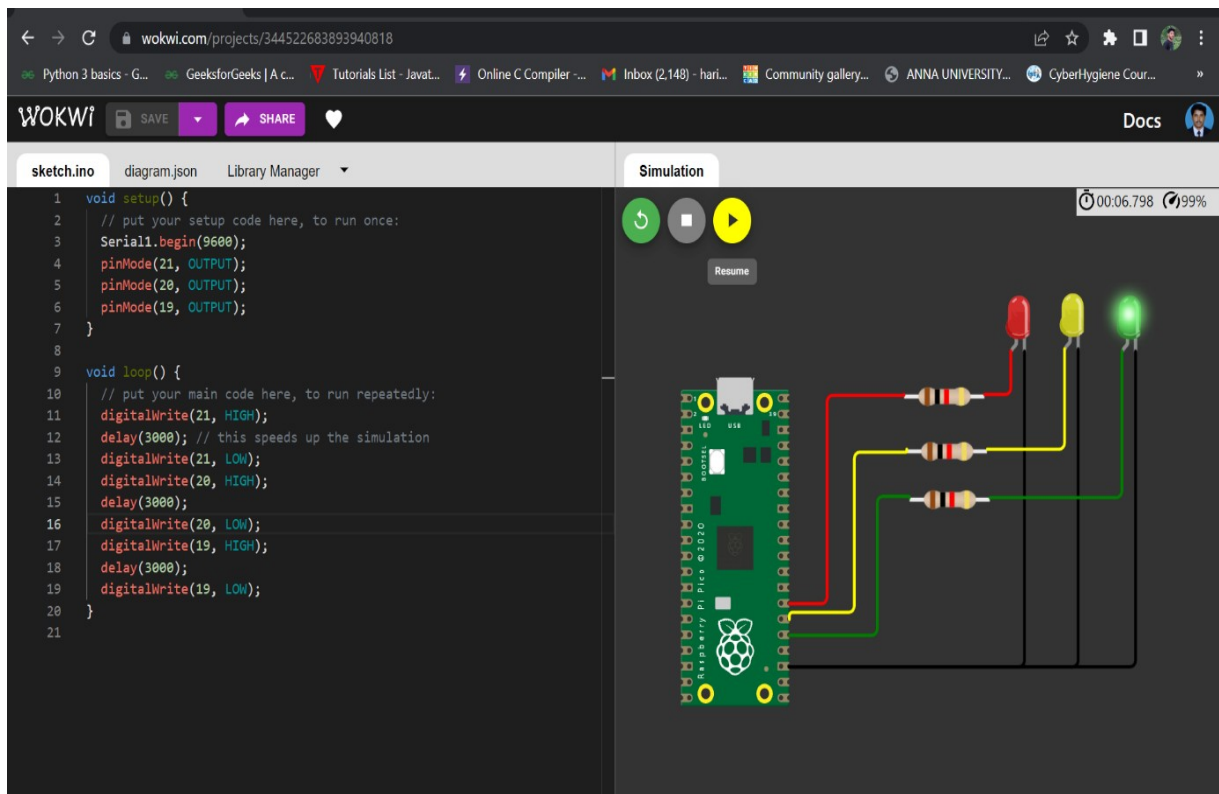 wokwi.com/projects/344522683893940818
Python 3 basics - G... GeeksforGeeks | A c... Tutorials List - Javat... Online C Compiler -... Inbox (2,148) - hari... Community gallery... ANNA UNIVERSITY... CyberHygiene Cour... »
WOKWi SAVE SHARE Docs
sketch.ino diagram.json Library Manager Simulation
00:06.798 99%
Resume
1 void setup() {
2 // put your setup code here, to run once:
3 Serial1.begin(9600);
4 pinMode(21, OUTPUT);
5 pinMode(20, OUTPUT);
6 pinMode(19, OUTPUT);
7 }
8
9 void loop() {
10 // put your main code here, to run repeatedly:
11 digitalWrite(21, HIGH);
12 delay(3000); // this speeds up the simulation
13 digitalWrite(21, LOW);
14 digitalWrite(20, HIGH);
15 delay(3000);
16 digitalWrite(20, LOW);
17 digitalWrite(19, HIGH);
18 delay(3000);
19 digitalWrite(19, LOW);
20 }
21
LED USB
BOOTSEL
Raspberry Pi Pico ©2020